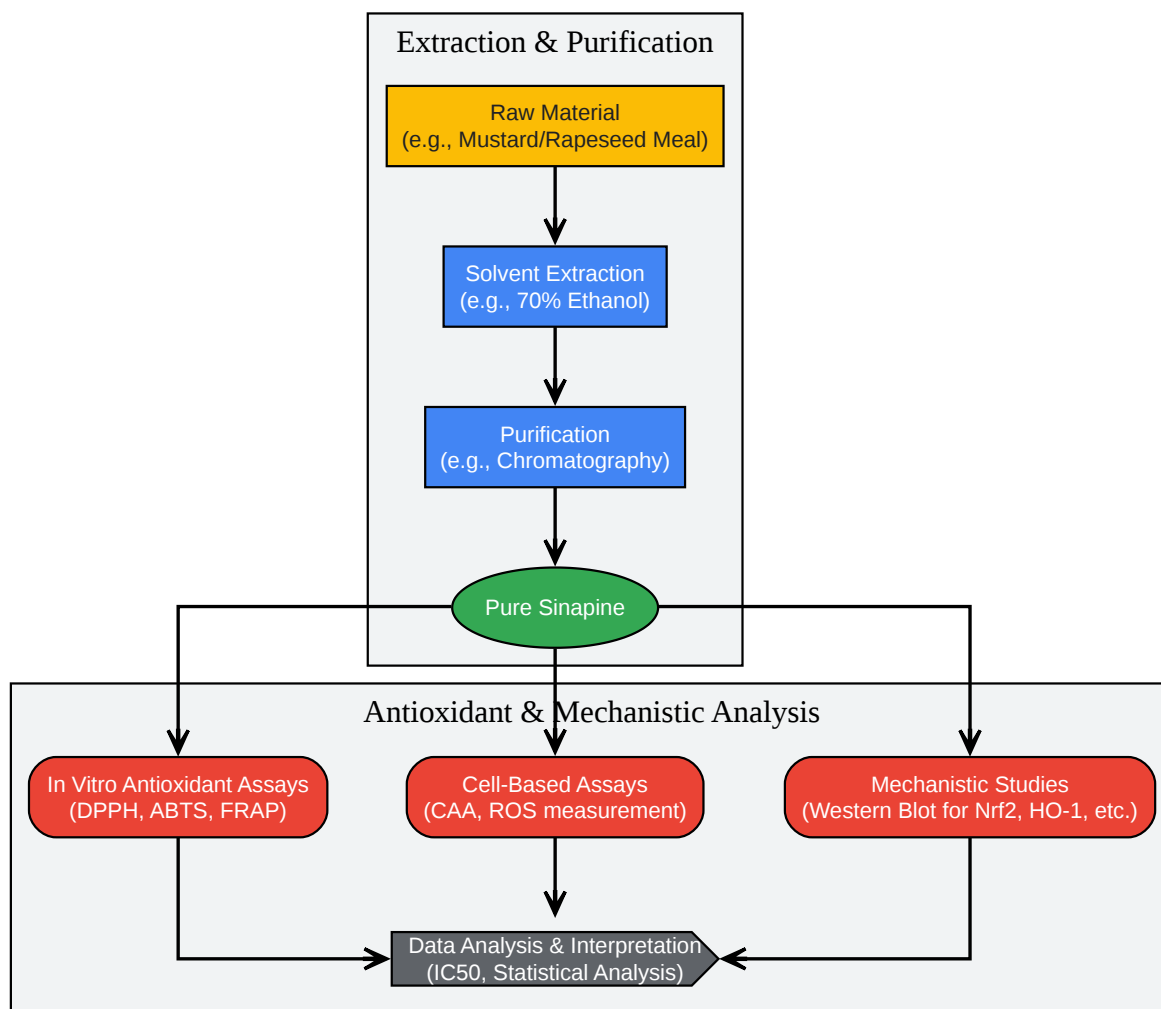 Extraction & Purification
Raw Material
(e.g., Mustard/Rapeseed Meal)
Solvent Extraction
(e.g., 70% Ethanol)
Purification
(e.g., Chromatography)
Pure Sinapine
Antioxidant & Mechanistic Analysis
In Vitro Antioxidant Assays
(DPPH, ABTS, FRAP)
Cell-Based Assays
(CAA, ROS measurement)
Mechanistic Studies
(Western Blot for Nrf2, HO-1, etc.)
Data Analysis & Interpretation
(IC50, Statistical Analysis)